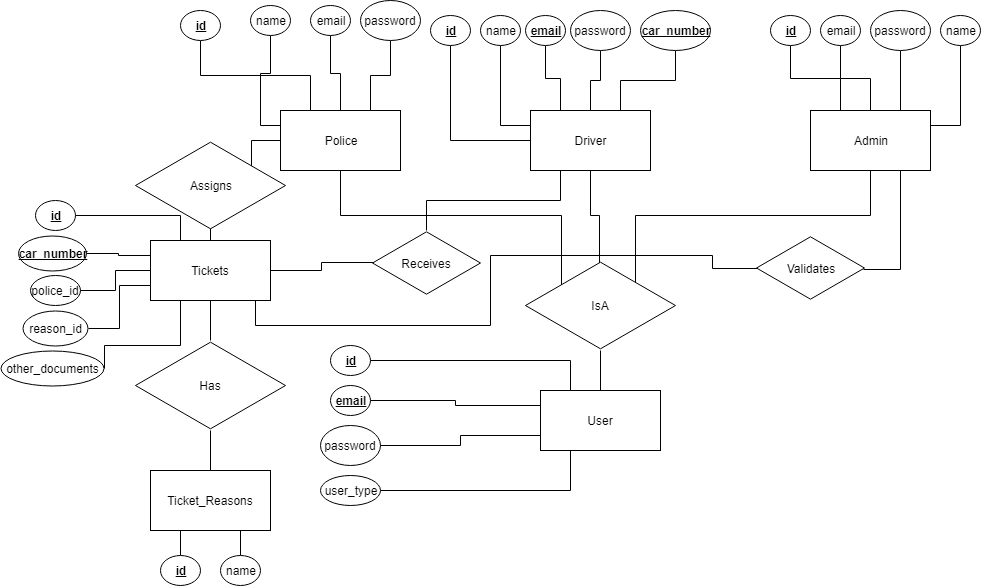 id
name
email
password
id
name
email
password
car_number
id
email
password
name
Police
Driver
Admin
Assigns
id
car_number
police_id
reason_id
other_documents
Tickets
Receives
Validates
IsA
Has
id
email
password
user_type
User
Ticket_Reasons
id
name